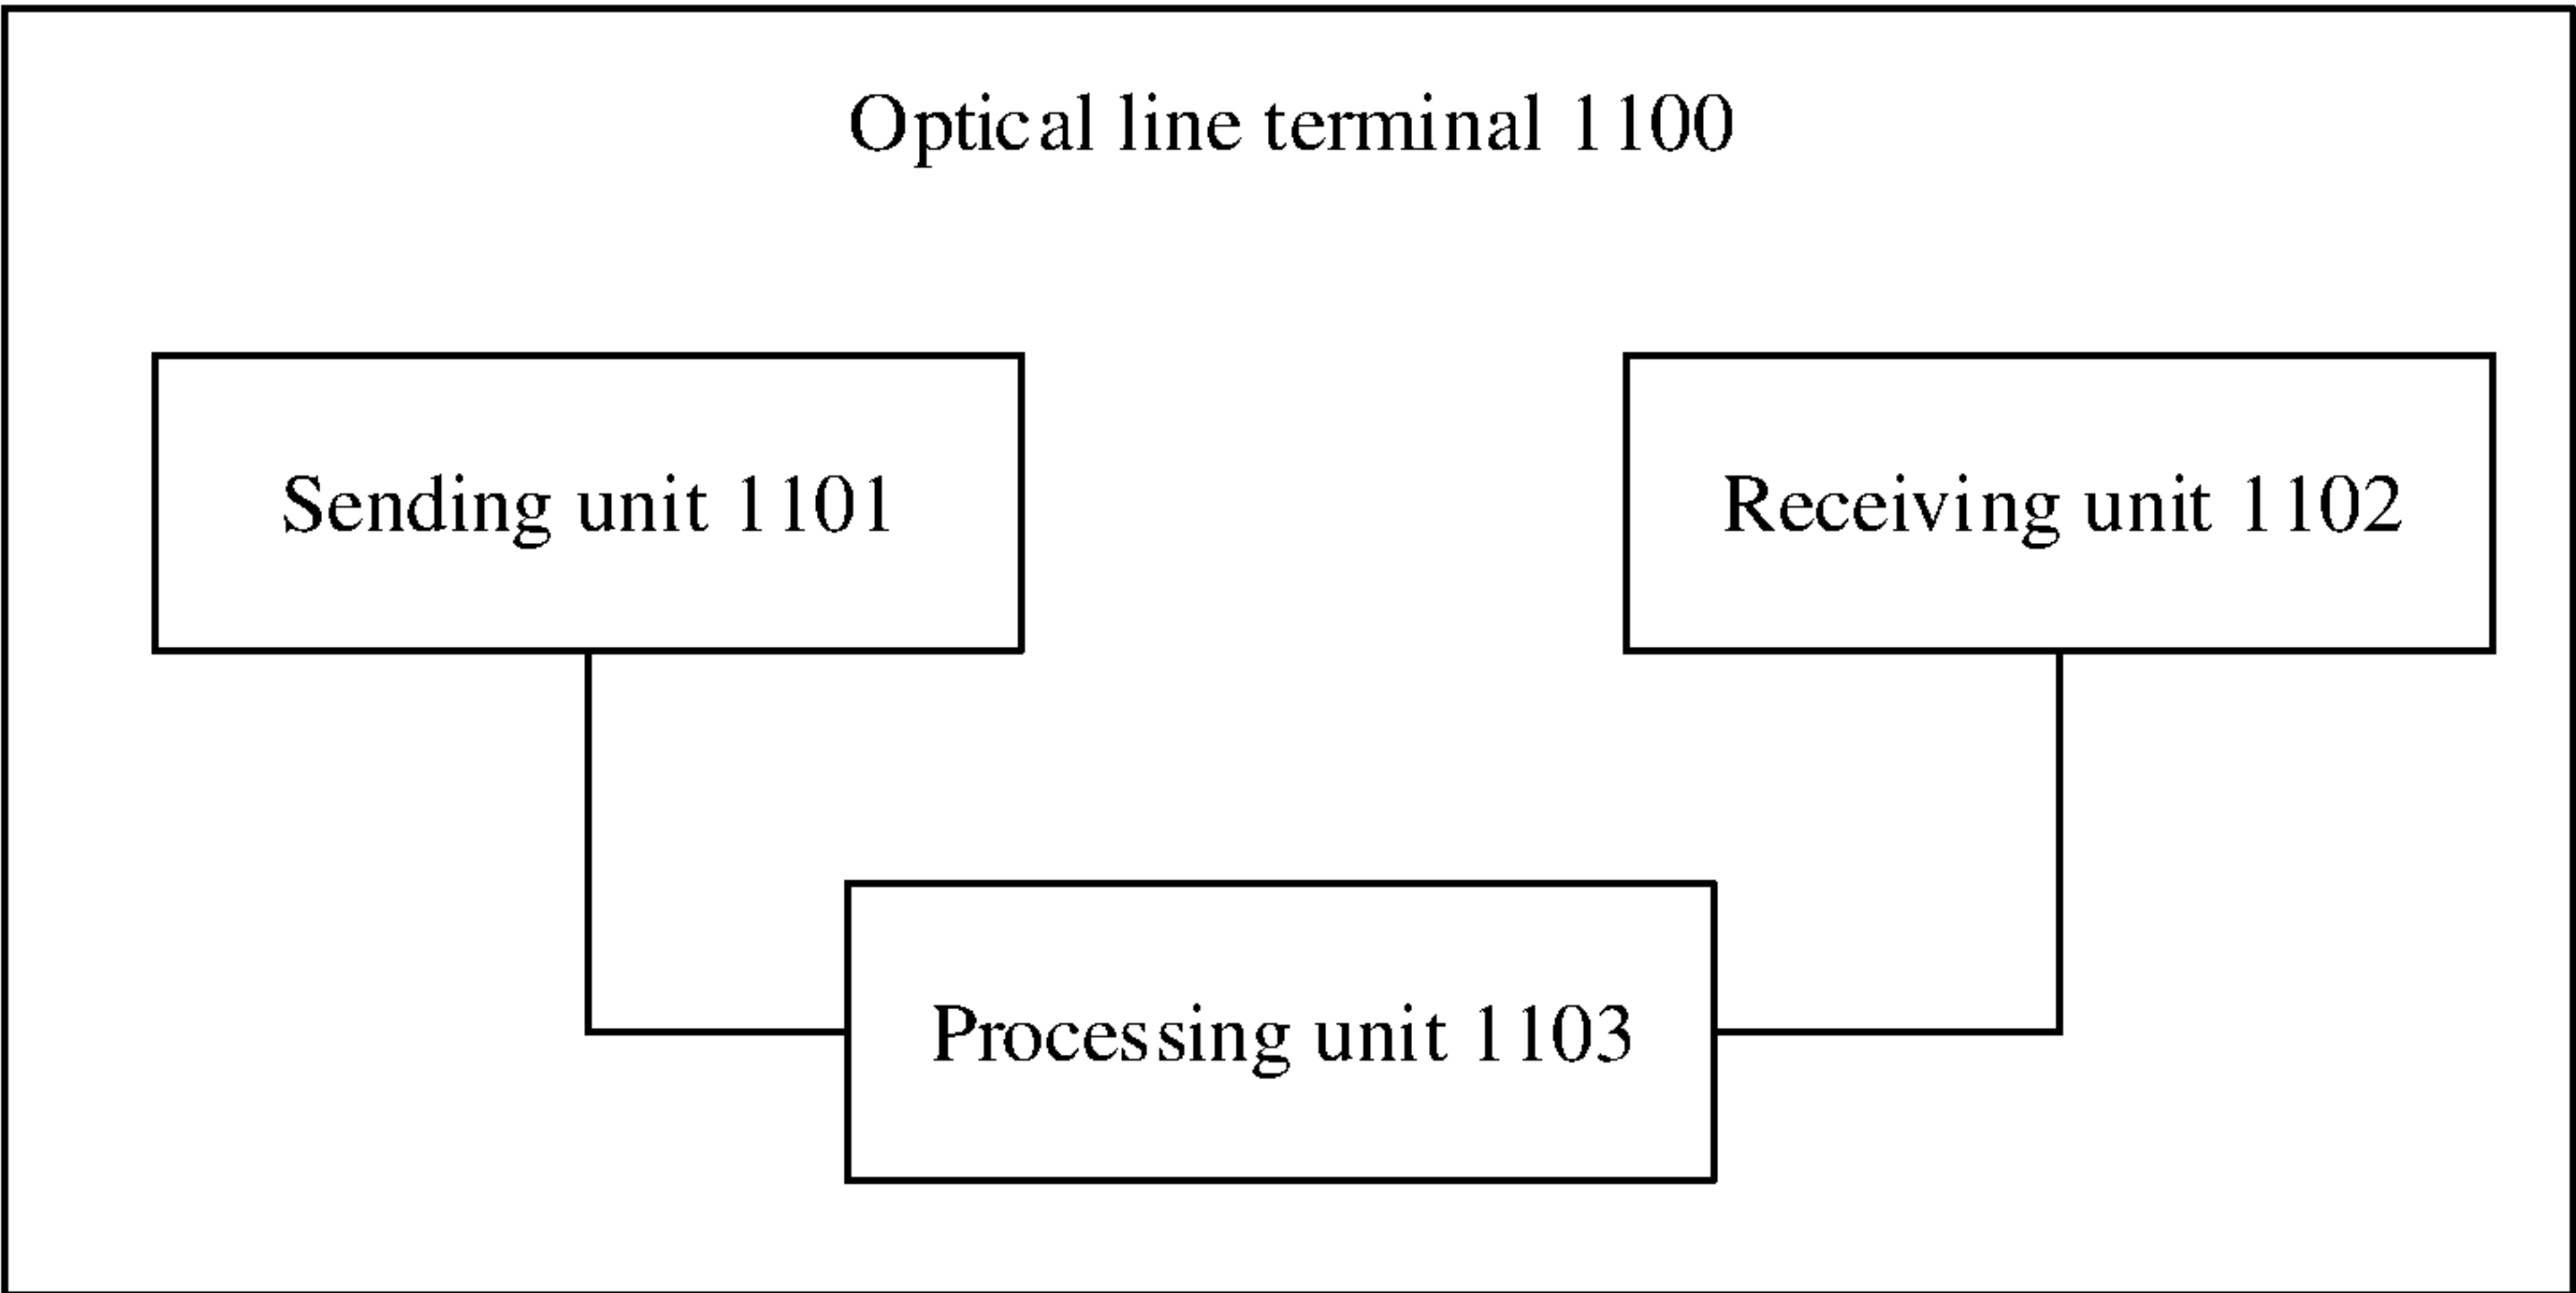 Optical line terminal 1100
Sending unit 1101
Receiving unit 1102
Processing unit 1103